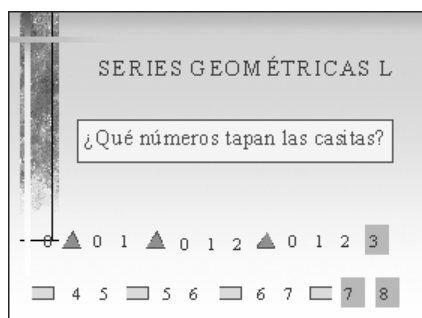 SERIES GEOMÉTRICAS L
¿Qué números tapan las casitas?
0 0 1 0 1 2 0 1 2 3
4 5 5 6 6 7 7 8